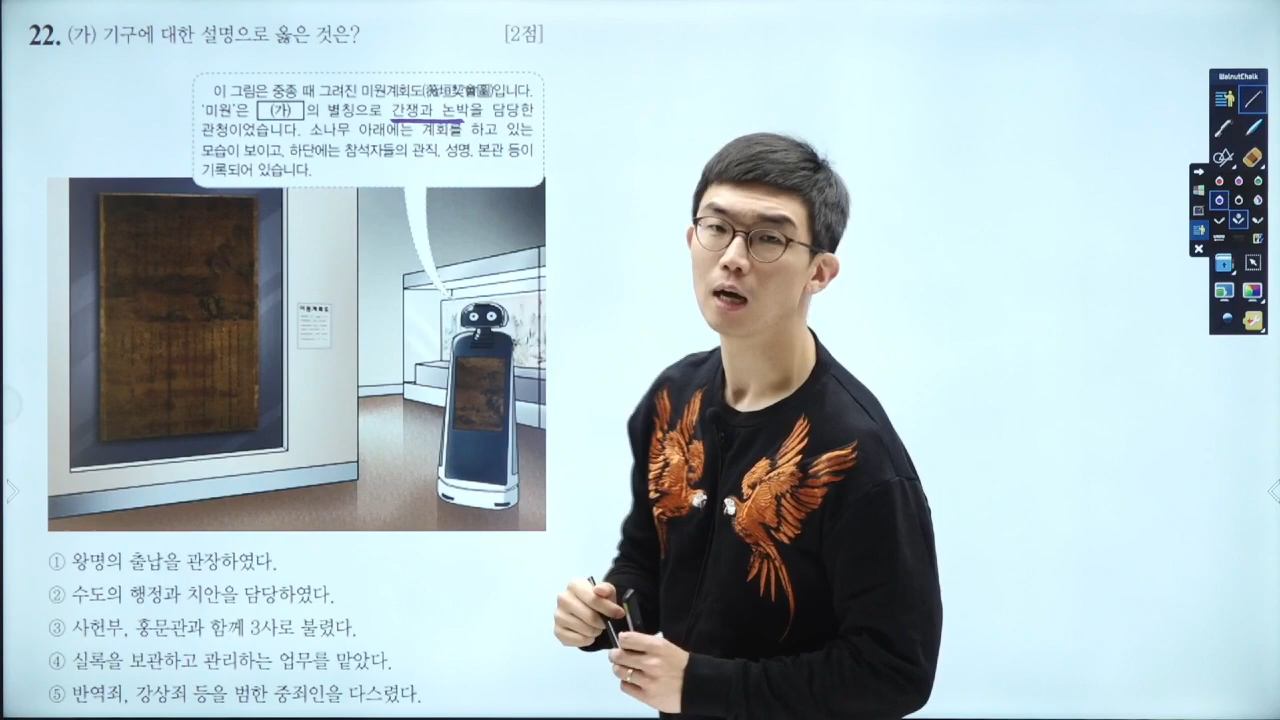 22. (가) 기구에 대한 설명으로 옳은 것은? [2점]
이 그림은 중종 때 그려진 미원계회도(薇垣契會圖)입니다.
'미원'은 (가) 의 별칭으로 간쟁과 논박을 담당한
관청이었습니다. 소나무 아래에는 계회를 하고 있는
모습이 보이고, 하단에는 참석자들의 관직, 성명, 본관 등이
기록되어 있습니다.
미원계회도
① 왕명의 출납을 관장하였다.
② 수도의 행정과 치안을 담당하였다.
③ 사헌부, 홍문관과 함께 3사로 불렸다.
④ 실록을 보관하고 관리하는 업무를 맡았다.
⑤ 반역죄, 강상죄 등을 범한 중죄인을 다스렸다.
WalnutChalk